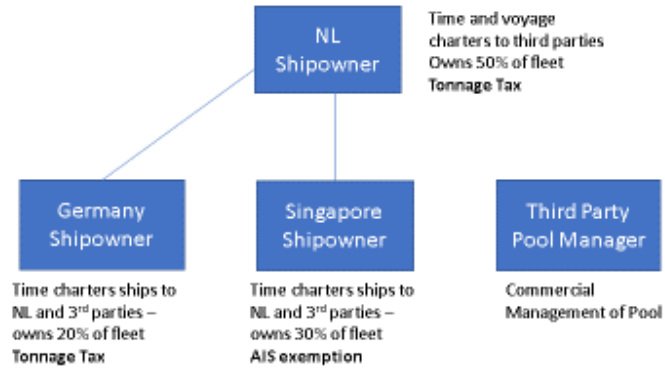 NL
Shipowner
Time and voyage
charters to third parties
Owns 50% of fleet
Tonnage Tax
Germany
Shipowner
Singapore
Shipowner
Third Party
Pool Manager
Time charters ships to
NL and 3rd parties –
owns 20% of fleet
Tonnage Tax
Time charters ships to
NL and 3rd parties –
owns 30% of fleet
AIS exemption
Commercial
Management of Pool